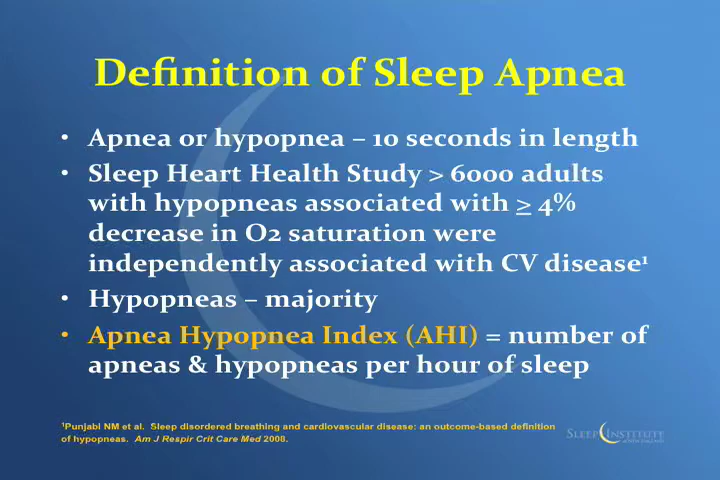 Definition of Sleep Apnea
• Apnea or hypopnea – 10 seconds in length
• Sleep Heart Health Study > 6000 adults
with hypopneas associated with ≥ 4%
decrease in O2 saturation were
independently associated with CV disease¹
• Hypopneas – majority
• Apnea Hypopnea Index (AHI) = number of
apneas & hypopneas per hour of sleep
¹Punjabi NM et al. Sleep disordered breathing and cardiovascular disease: an outcome-based definition
of hypopneas. Am J Respir Crit Care Med 2008.
SLEEP INSTITUTE